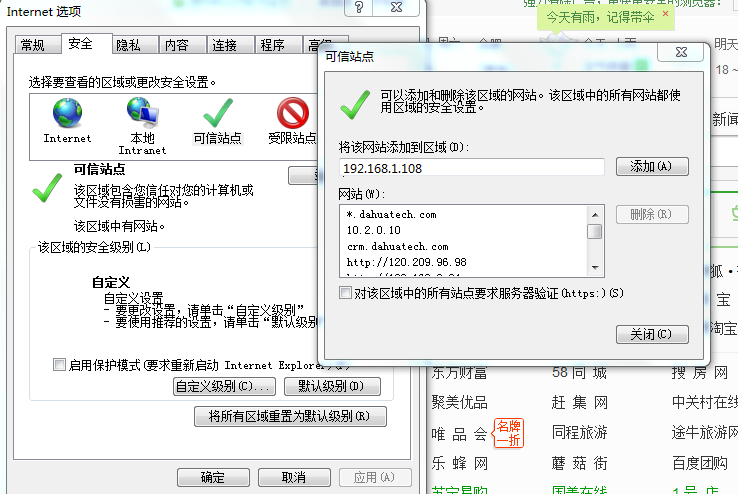 Internet 选项
常规
安全
隐私
内容
连接
程序
高级
选择要查看的区域或更改安全设置。
Internet
本地
Intranet
可信站点
受限站点
可信站点
该区域包含您信任对您的计算机或
文件没有损害的网站。
该区域中有网站。
该区域的安全级别(L)
自定义
自定义设置
- 要更改设置，请单击“自定义级别”
- 要使用推荐的设置，请单击“默认级别”
启用保护模式(要求重新启动 Internet Explorer)(P)
自定义级别(C)...
默认级别(D)
将所有区域重置为默认级别(R)
确定
取消
应用(A)
可信站点
可以添加和删除该区域的网站。该区域中的所有网站都使
用区域的安全设置。
将该网站添加到区域(D):
192.168.1.108
添加(A)
网站(W):
*.dahuatech.com
10.2.0.10
crm.dahuatech.com
http://120.209.96.98
删除(R)
对该区域中的所有站点要求服务器验证(https:)(S)
关闭(C)
今天有雨，记得带伞
明天
18 ~
新闻
狐·
宝
淘宝
东方财富
58 同 城
搜 房 网
聚美优品
赶 集 网
中关村在线
唯 品 会
名牌
一折
同程旅游
途牛旅游网
乐 蜂 网
蘑 菇 街
百度团购
苏宁易购
国美在线
1 号 店